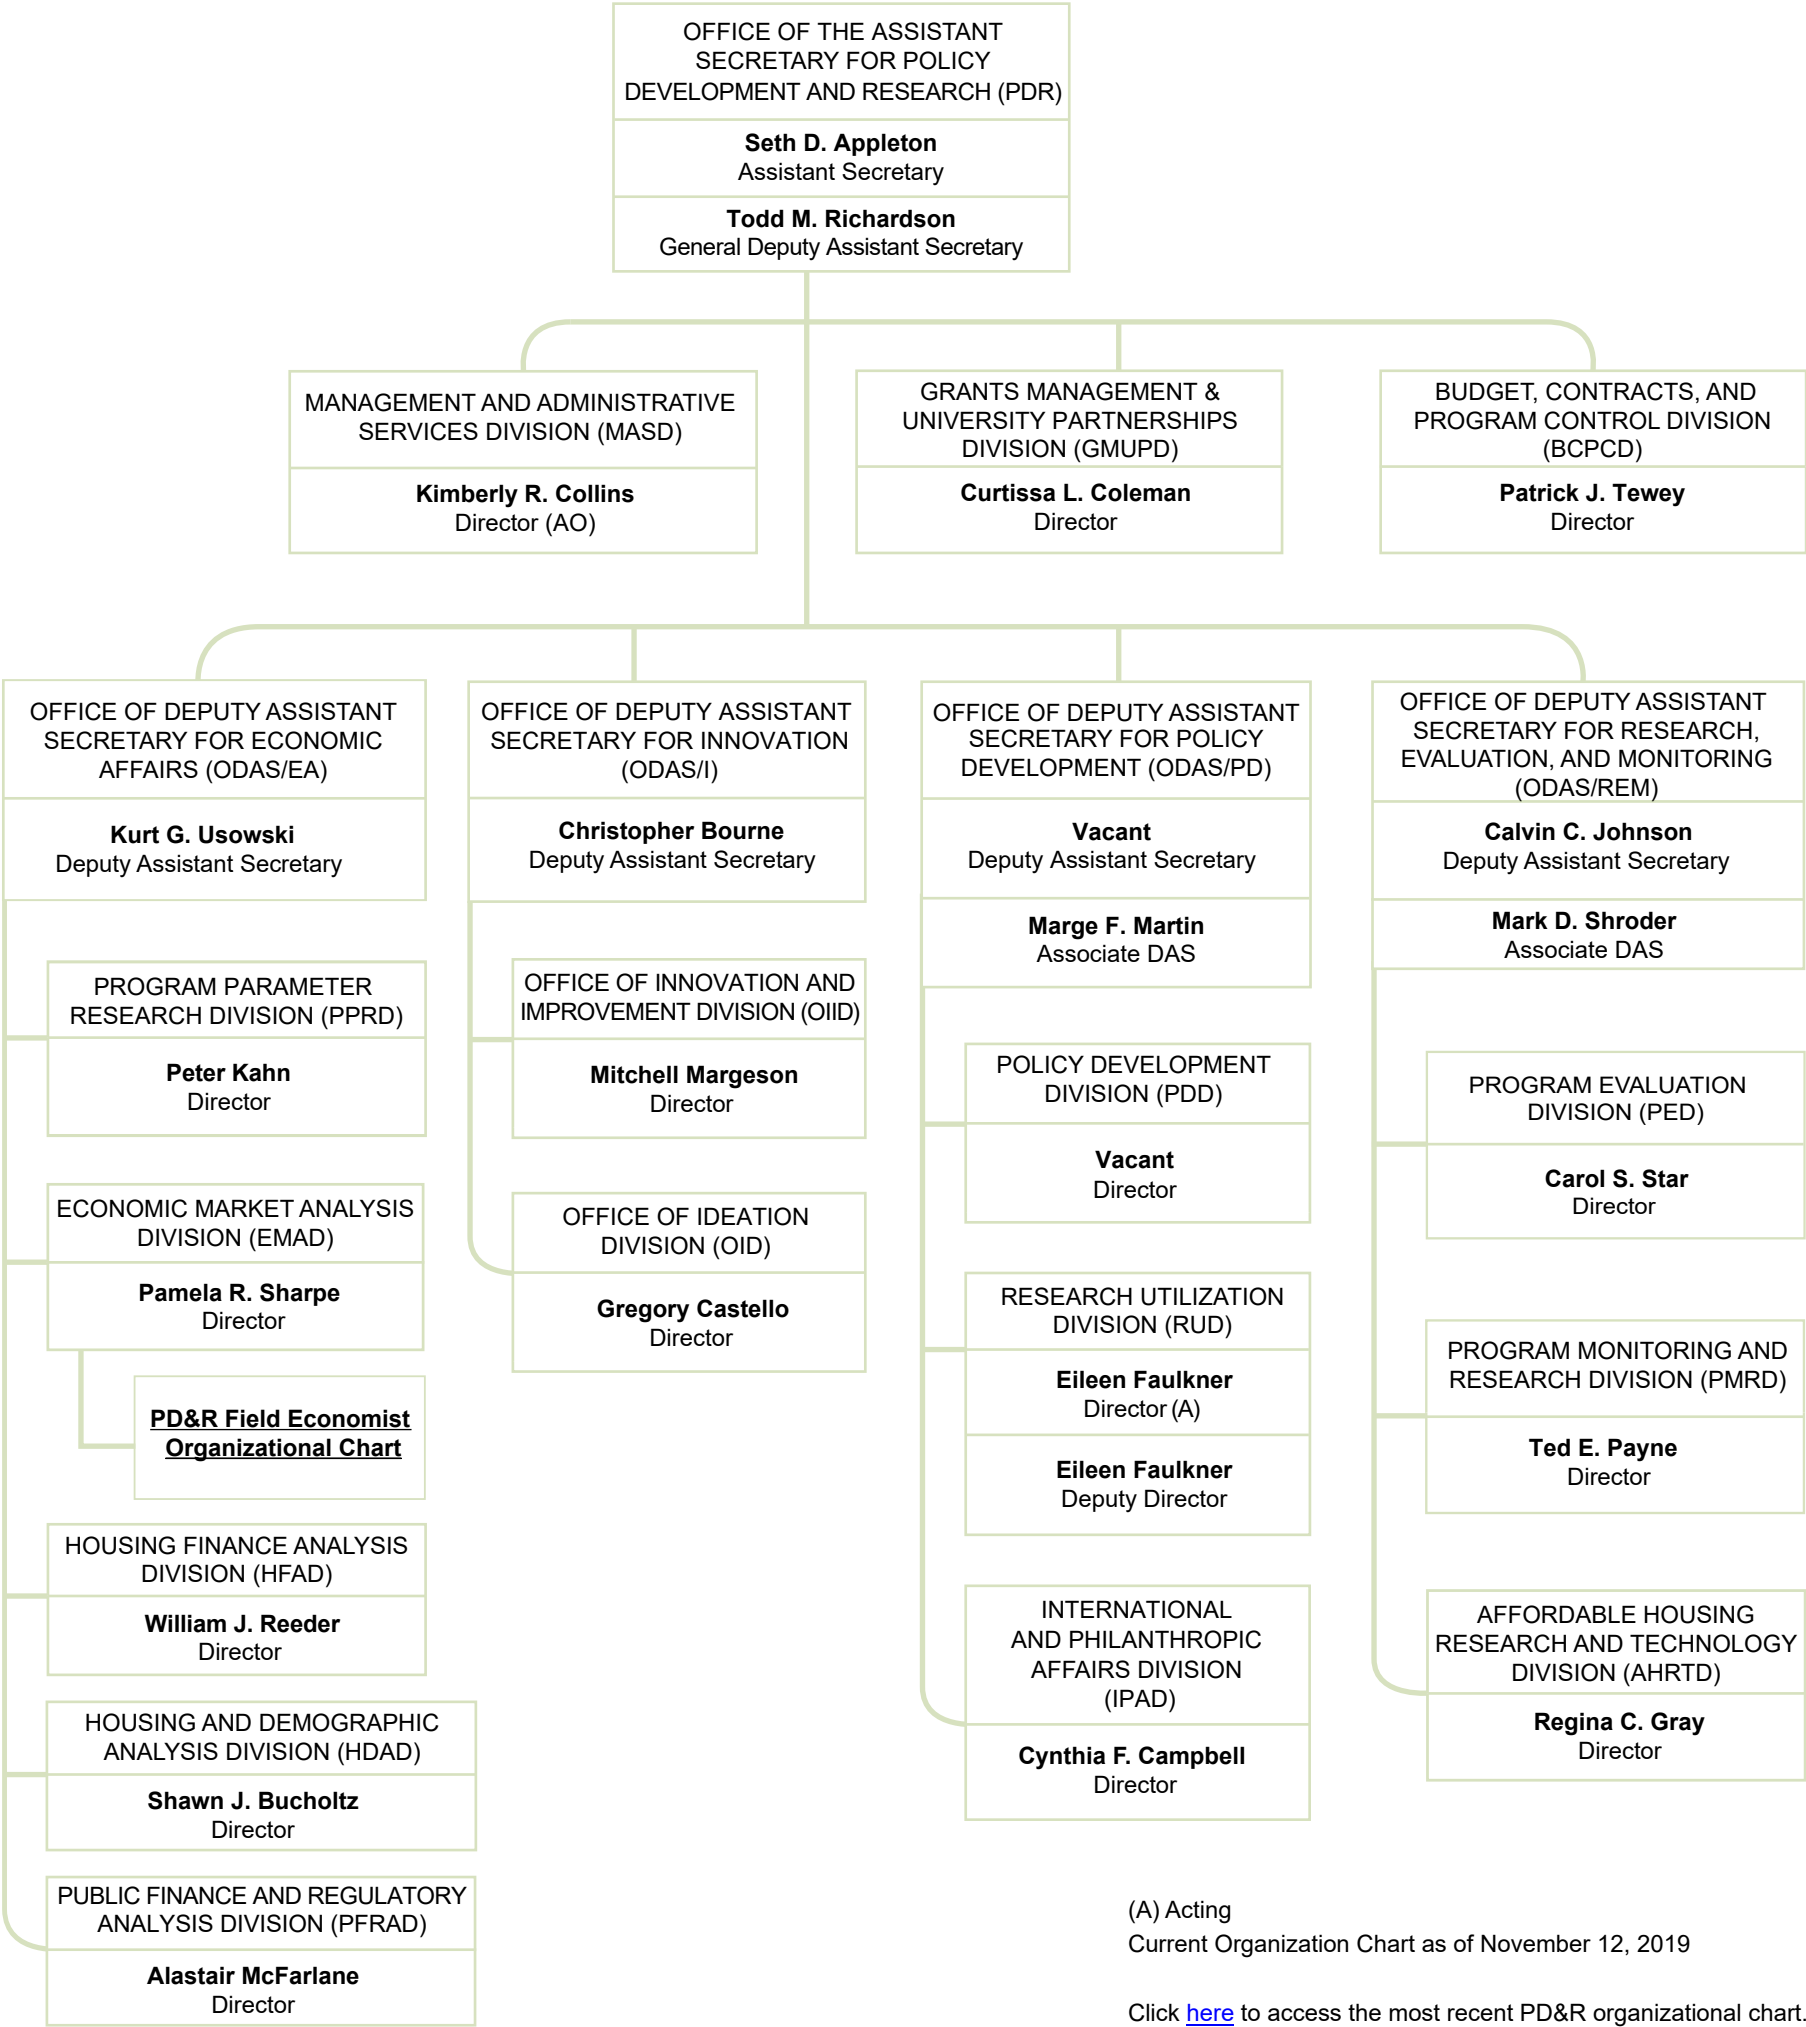 OFFICE OF THE ASSISTANT
SECRETARY FOR POLICY
DEVELOPMENT AND RESEARCH (PDR)
Seth D. Appleton
Assistant Secretary
Todd M. Richardson
General Deputy Assistant Secretary
MANAGEMENT AND ADMINISTRATIVE
SERVICES DIVISION (MASD)
Kimberly R. Collins
Director (AO)
GRANTS MANAGEMENT &
UNIVERSITY PARTNERSHIPS
DIVISION (GMUPD)
Curtissa L. Coleman
Director
BUDGET, CONTRACTS, AND
PROGRAM CONTROL DIVISION
(BCPCD)
Patrick J. Tewey
Director
OFFICE OF DEPUTY ASSISTANT
SECRETARY FOR ECONOMIC
AFFAIRS (ODAS/EA)
Kurt G. Usowski
Deputy Assistant Secretary
PROGRAM PARAMETER
RESEARCH DIVISION (PPRD)
Peter Kahn
Director
ECONOMIC MARKET ANALYSIS
DIVISION (EMAD)
Pamela R. Sharpe
Director
PD&R Field Economist
Organizational Chart
HOUSING FINANCE ANALYSIS
DIVISION (HFAD)
William J. Reeder
Director
HOUSING AND DEMOGRAPHIC
ANALYSIS DIVISION (HDAD)
Shawn J. Bucholtz
Director
PUBLIC FINANCE AND REGULATORY
ANALYSIS DIVISION (PFRAD)
Alastair McFarlane
Director
OFFICE OF DEPUTY ASSISTANT
SECRETARY FOR INNOVATION
(ODAS/I)
Christopher Bourne
Deputy Assistant Secretary
OFFICE OF INNOVATION AND
IMPROVEMENT DIVISION (OIID)
Mitchell Margeson
Director
OFFICE OF IDEATION
DIVISION (OID)
Gregory Castello
Director
OFFICE OF DEPUTY ASSISTANT
SECRETARY FOR POLICY
DEVELOPMENT (ODAS/PD)
Vacant
Deputy Assistant Secretary
Marge F. Martin
Associate DAS
POLICY DEVELOPMENT
DIVISION (PDD)
Vacant
Director
RESEARCH UTILIZATION
DIVISION (RUD)
Eileen Faulkner
Director (A)
Eileen Faulkner
Deputy Director
INTERNATIONAL
AND PHILANTHROPIC
AFFAIRS DIVISION
(IPAD)
Cynthia F. Campbell
Director
OFFICE OF DEPUTY ASSISTANT
SECRETARY FOR RESEARCH,
EVALUATION, AND MONITORING
(ODAS/REM)
Calvin C. Johnson
Deputy Assistant Secretary
Mark D. Shroder
Associate DAS
PROGRAM EVALUATION
DIVISION (PED)
Carol S. Star
Director
PROGRAM MONITORING AND
RESEARCH DIVISION (PMRD)
Ted E. Payne
Director
AFFORDABLE HOUSING
RESEARCH AND TECHNOLOGY
DIVISION (AHRTD)
Regina C. Gray
Director
(A) Acting
Current Organization Chart as of November 12, 2019
Click here to access the most recent PD&R organizational chart.